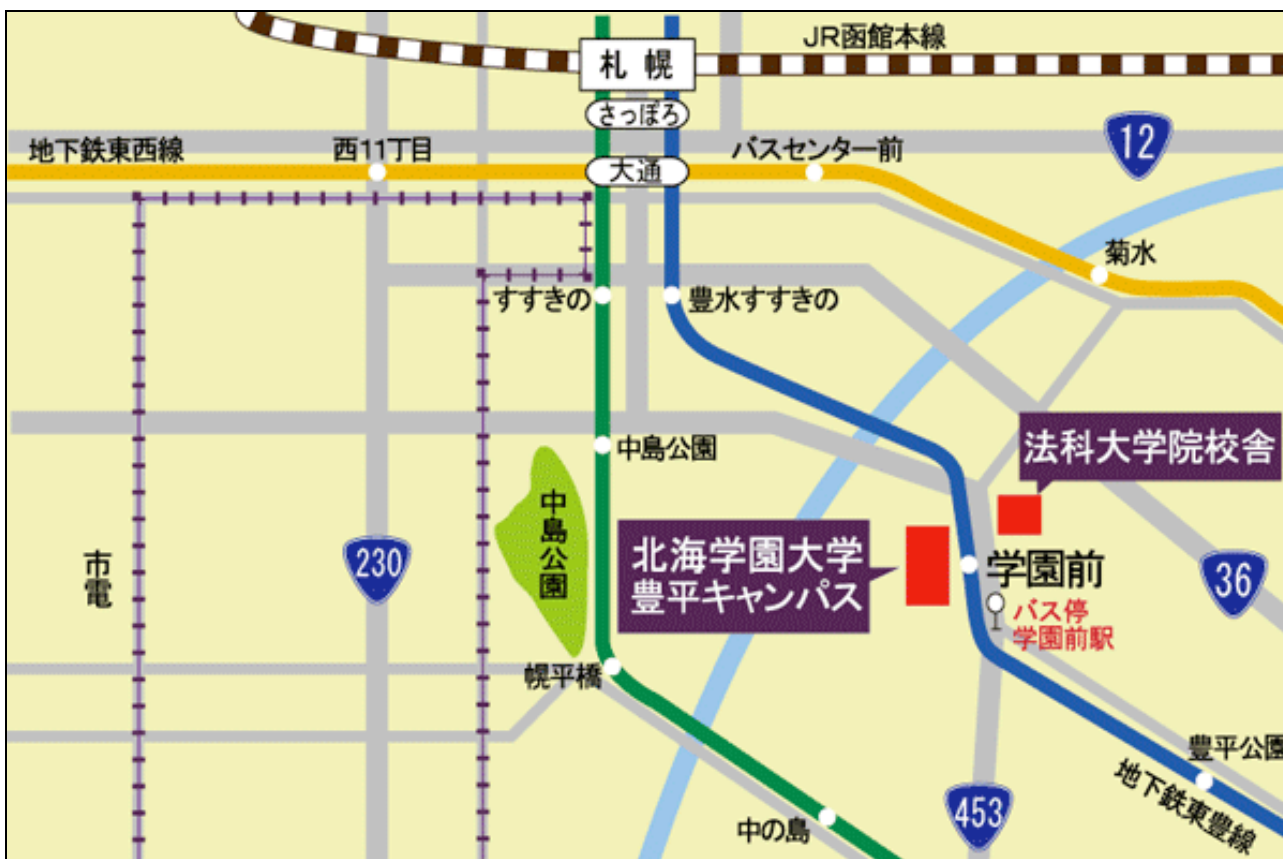 JR函館本線
札幌
さっぽろ
12
地下鉄東西線
西11丁目
大通
バスセンター前
菊水
すすきの
豊水すすきの
中島公園
法科大学院校舎
中島公園
北海学園大学
豊平キャンパス
市電
230
学園前
36
バス停
学園前駅
幌平橋
豊平公園
地下鉄東豊線
453
中の島